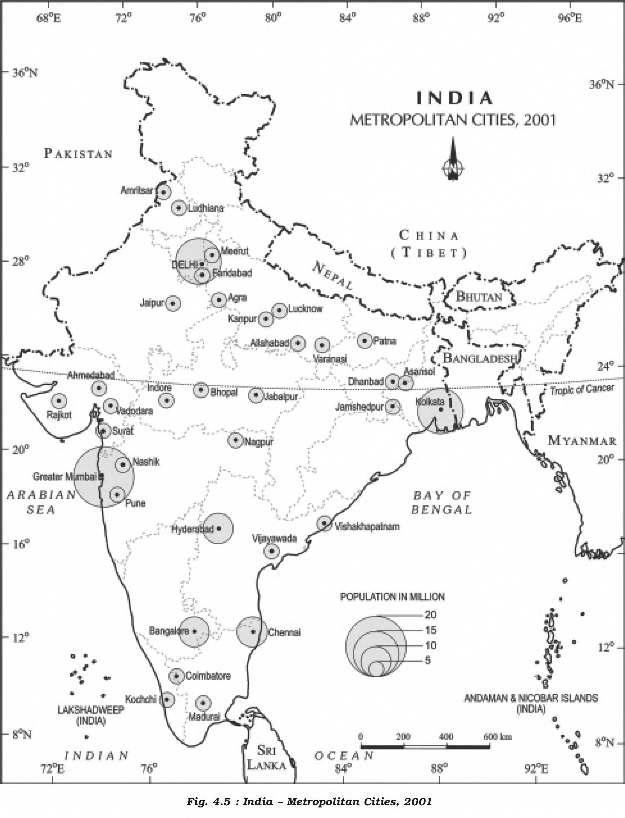 68°E 72° 76° 80° 84° 88° 92° 96°E
36°N
36°N
INDIA
METROPOLITAN CITIES, 2001
PAKISTAN
32°
32°
Amritsar
Ludhiana
CHINA
(TIBET)
28°
Meerut
DELHI
Faridabad
NEPAL
BHUTAN
Jaipur
Agra
Lucknow
Kanpur
Allahabad
Varanasi
Patna
BANGLADESH
24°
24°
Ahmedabad
Indore
Bhopal
Jabalpur
Dhanbad
Asansol
Tropic of Cancer
Rajkot
Vadodara
Jamshedpur
Kolkata
Surat
Nagpur
MYANMAR
20°
20°
Nashik
Greater Mumbai
Pune
ARABIAN
SEA
BAY OF
BENGAL
Hyderabad
Vishakhapatnam
Vijayawada
16°
POPULATION IN MILLION
20
15
10
5
Bangalore
Chennai
12°
12°
Coimbatore
Kochchi
Madurai
LAKSHADWEEP
(INDIA)
ANDAMAN & NICOBAR ISLANDS
(INDIA)
8°N
8°N
0 200 400 600 km
INDIAN OCEAN
SRI
LANKA
72°E 76° 84° 88° 92°E
Fig. 4.5 : India – Metropolitan Cities, 2001